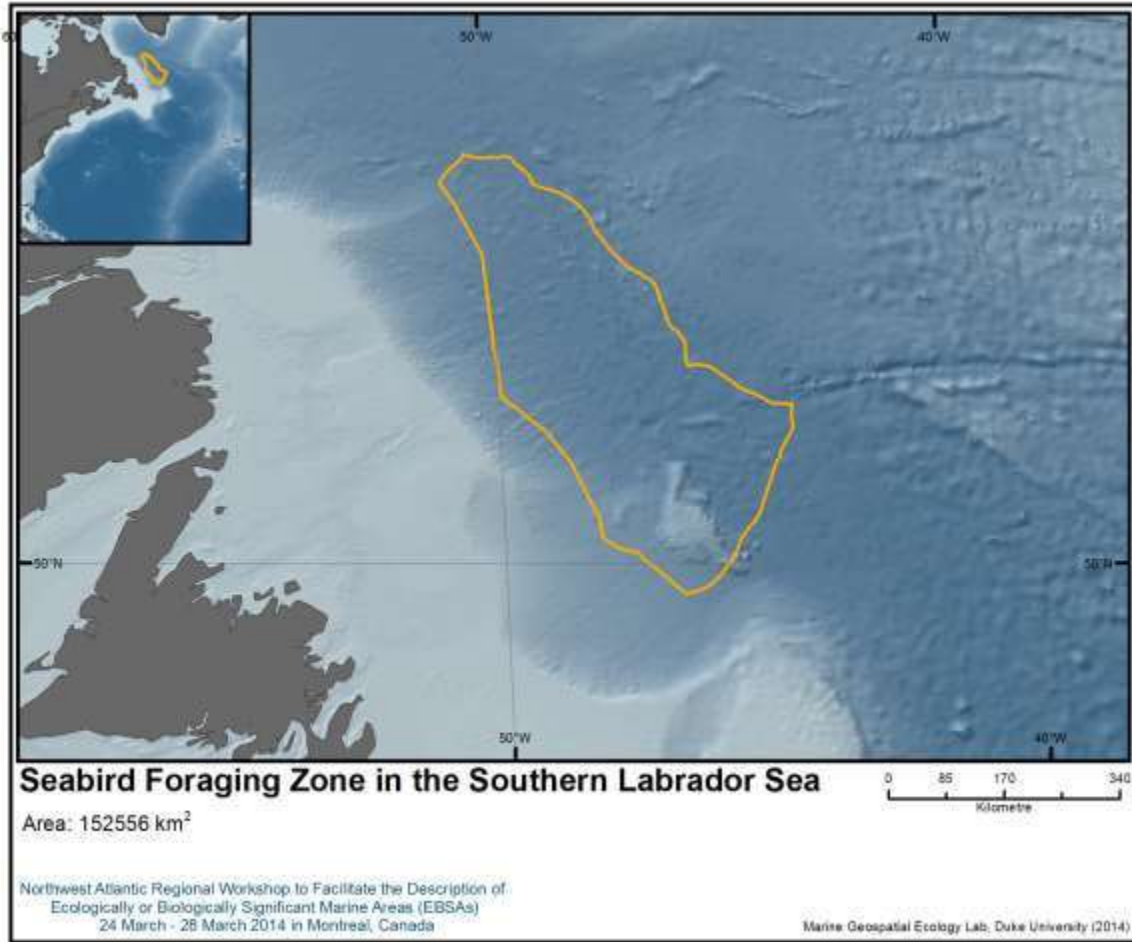 50°W
40°W
50°N
50°N
50°W
40°W
Seabird Foraging Zone in the Southern Labrador Sea
0 85 170 340
Kilometre
Area: 152556 km²
Northwest Atlantic Regional Workshop to Facilitate the Description of
Ecologically or Biologically Significant Marine Areas (EBSAs)
24 March - 28 March 2014 in Montreal, Canada
Marine Geospatial Ecology Lab, Duke University (2014)